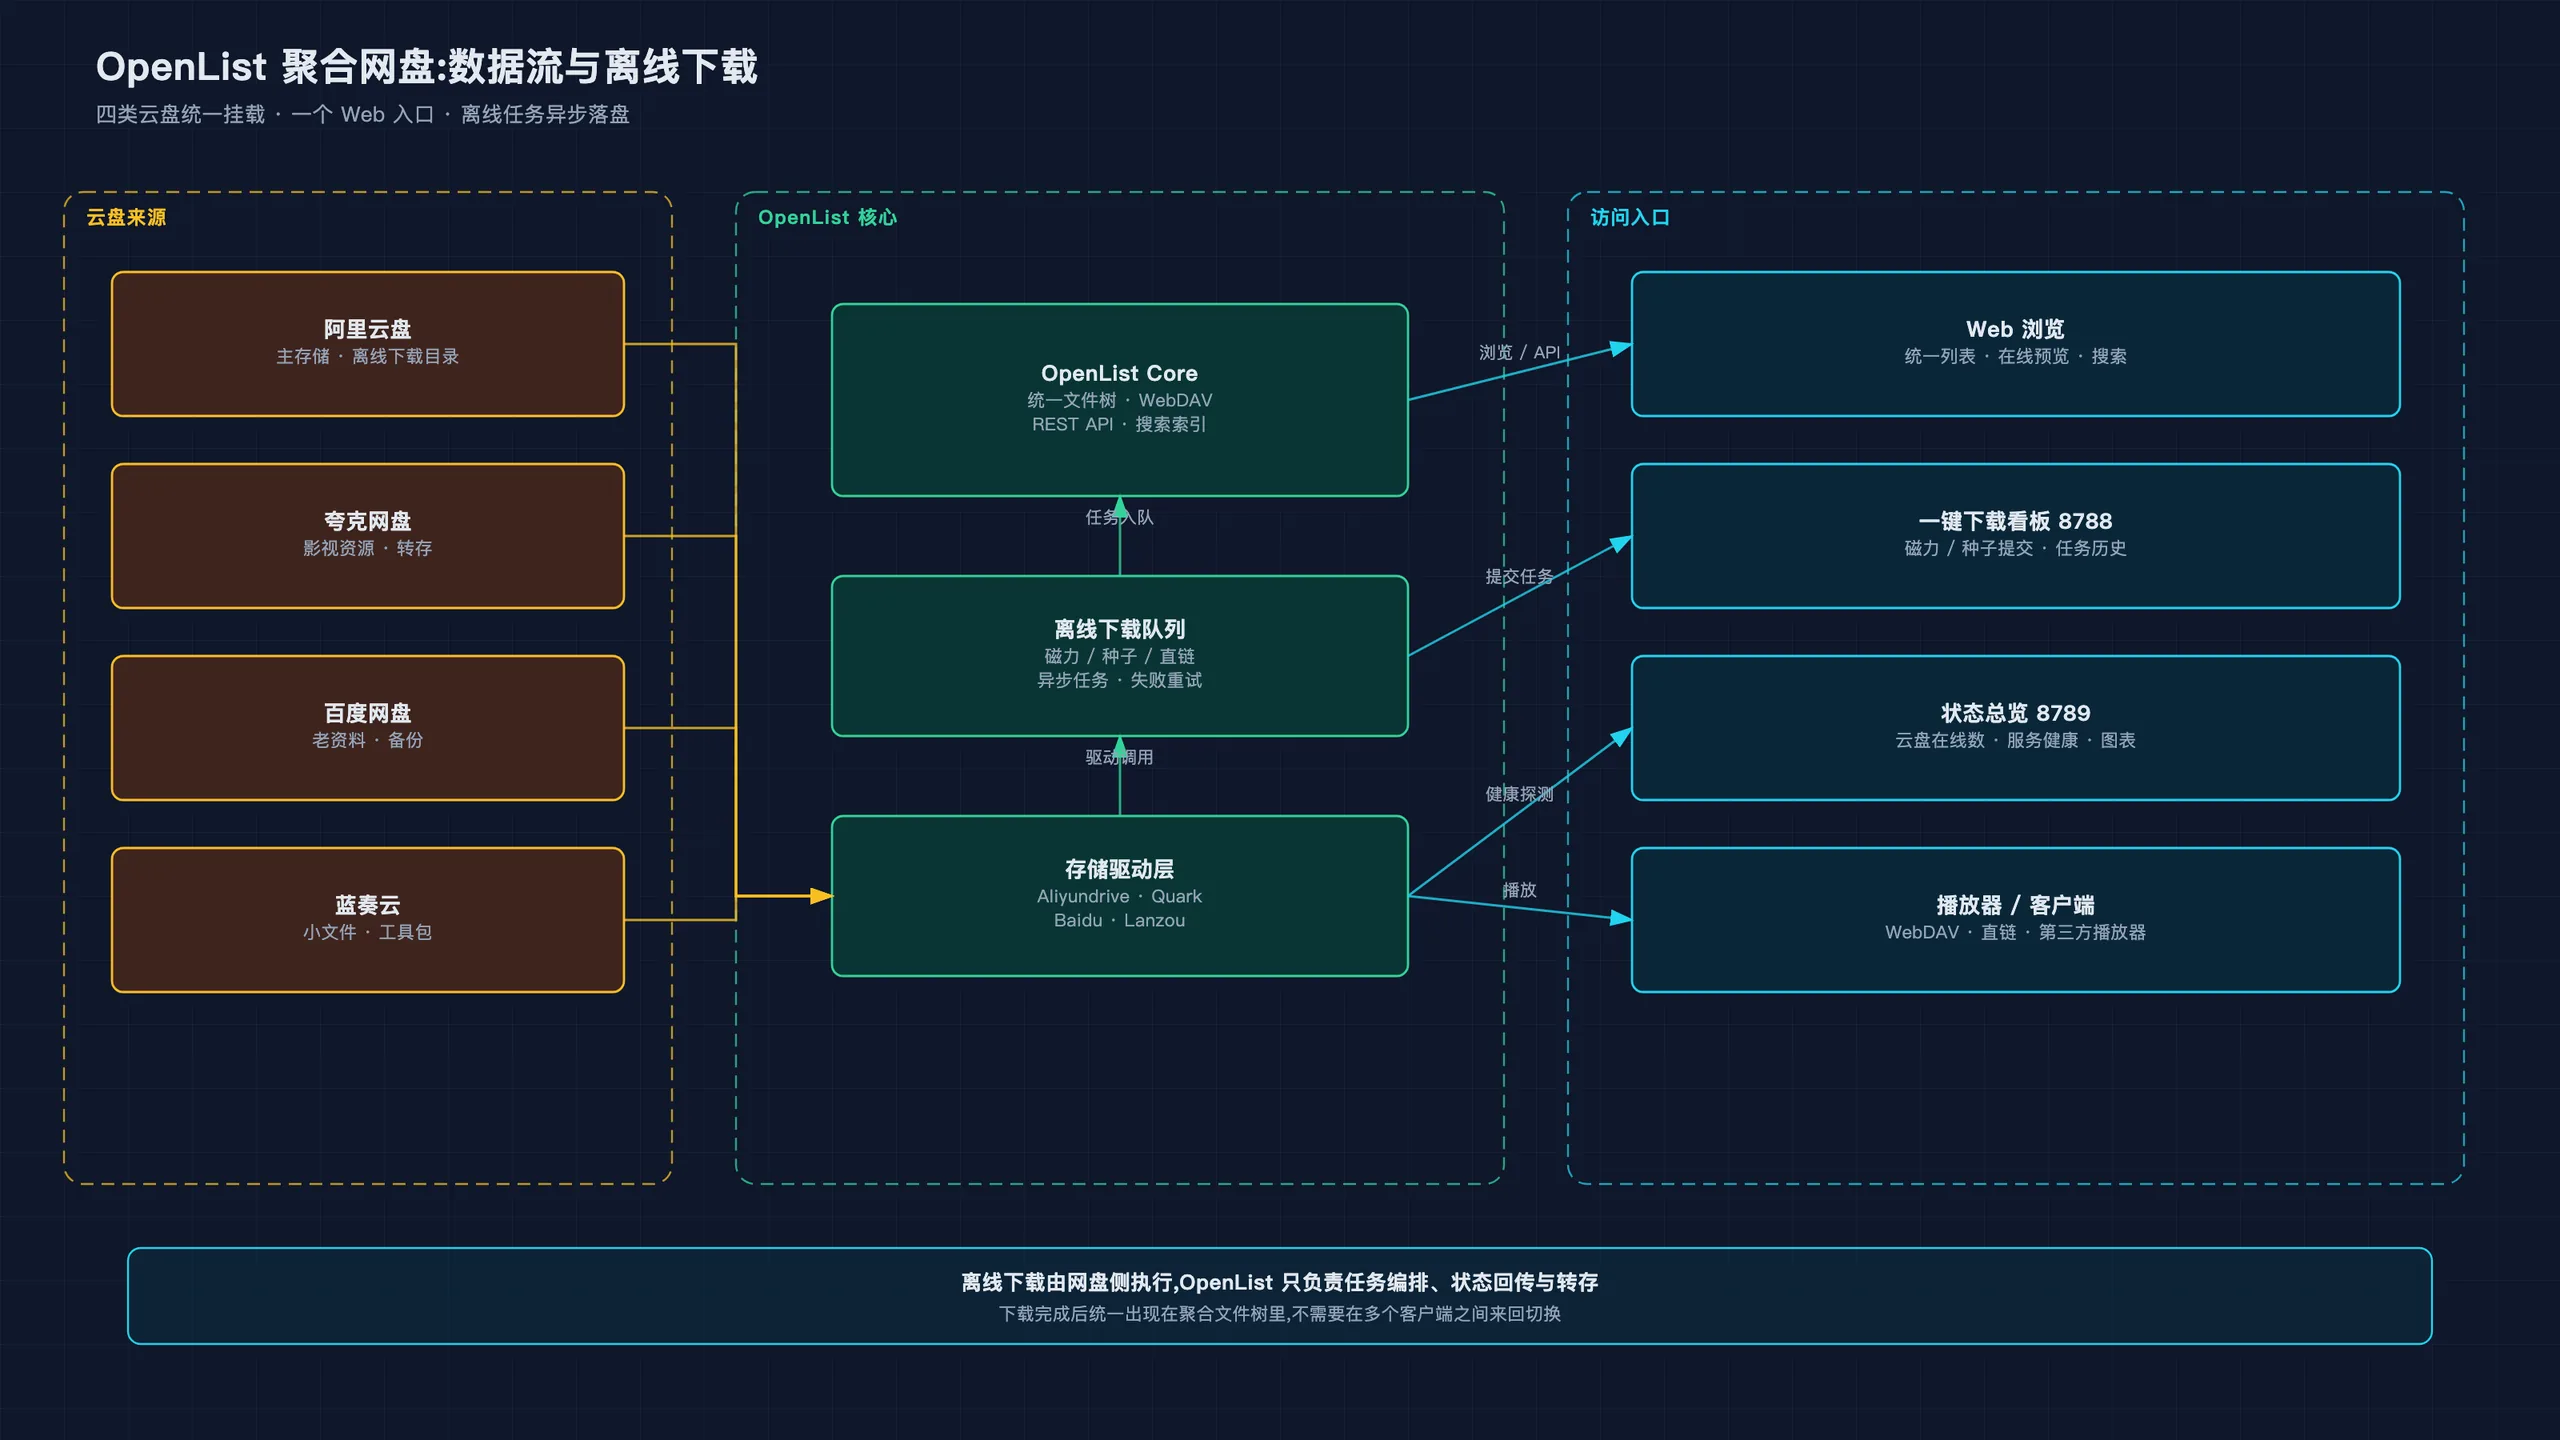 OpenList 聚合网盘:数据流与离线下载
四类云盘统一挂载 · 一个 Web 入口 · 离线任务异步落盘
云盘来源
阿里云盘
主存储 · 离线下载目录
夸克网盘
影视资源 · 转存
百度网盘
老资料 · 备份
蓝奏云
小文件 · 工具包
OpenList 核心
OpenList Core
统一文件树 · WebDAV
REST API · 搜索索引
任务入队
离线下载队列
磁力 / 种子 / 直链
异步任务 · 失败重试
驱动调用
存储驱动层
Aliyundrive · Quark
Baidu · Lanzou
浏览 / API
提交任务
健康探测
播放
访问入口
Web 浏览
统一列表 · 在线预览 · 搜索
一键下载看板 8788
磁力 / 种子提交 · 任务历史
状态总览 8789
云盘在线数 · 服务健康 · 图表
播放器 / 客户端
WebDAV · 直链 · 第三方播放器
离线下载由网盘侧执行,OpenList 只负责任务编排、状态回传与转存
下载完成后统一出现在聚合文件树里,不需要在多个客户端之间来回切换